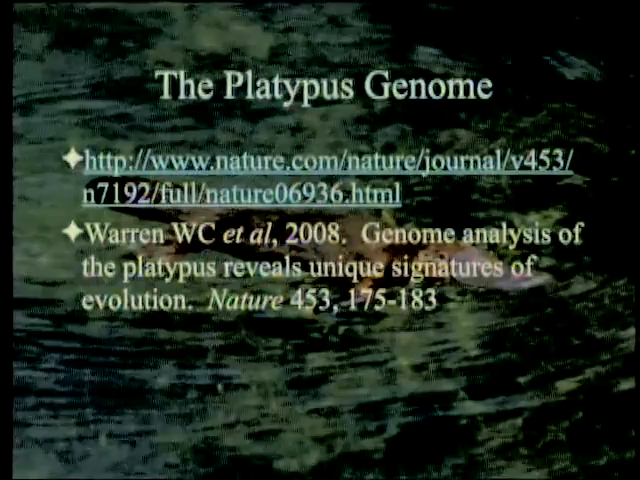 The Platypus Genome
http://www.nature.com/nature/journal/v453/
n7192/full/nature06936.html
Warren WC et al, 2008. Genome analysis of
the platypus reveals unique signatures of
evolution. Nature 453, 175-183